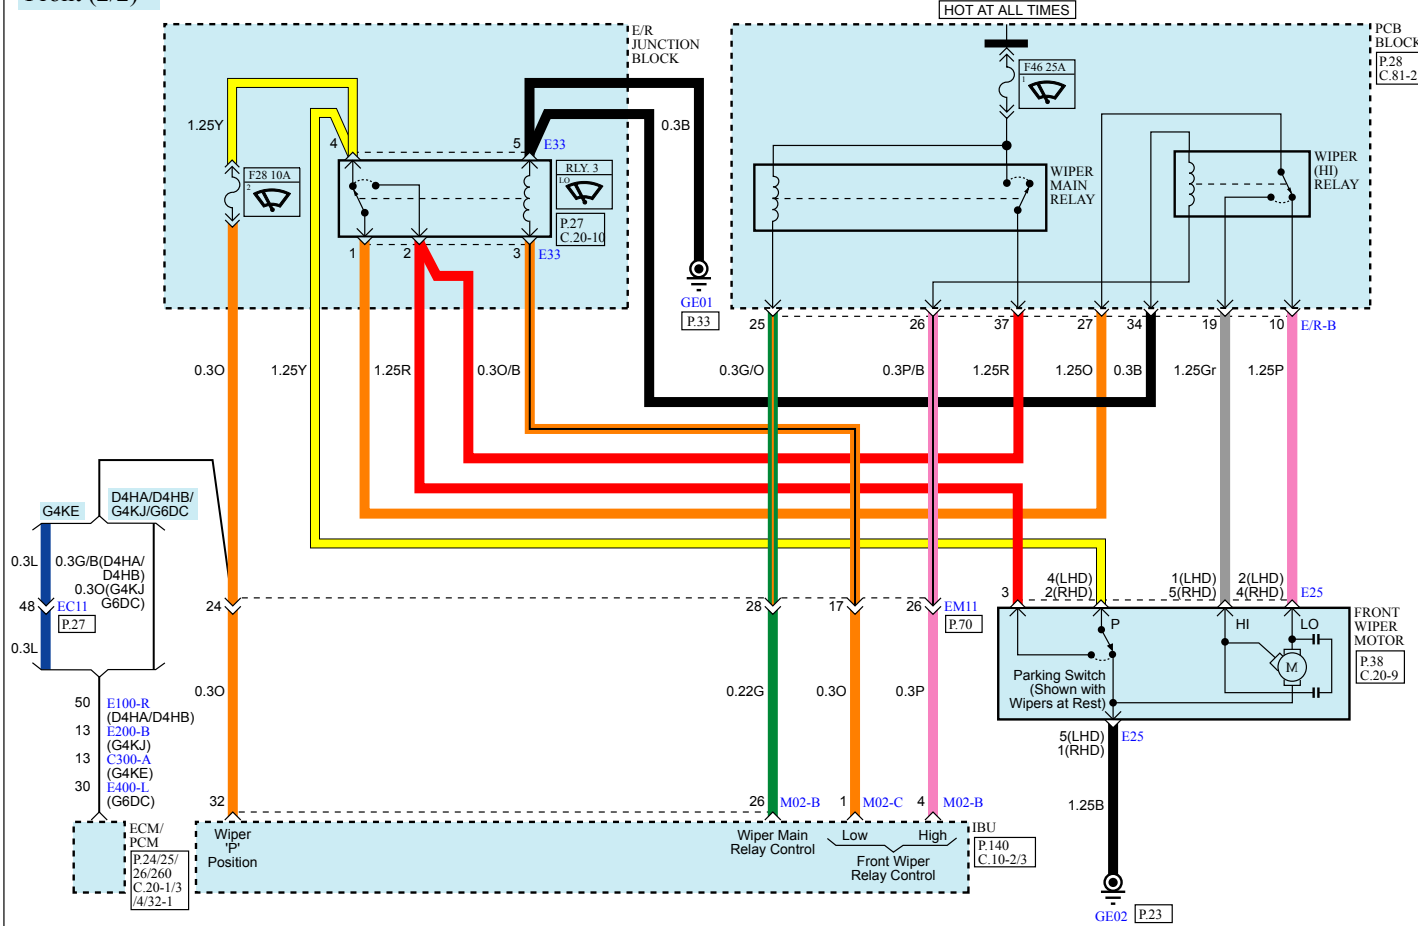 Front (2/2)
HOT AT ALL TIMES
E/R
JUNCTION
BLOCK
PCB
BLOCK
P.28
C.81-2
F46 25A
1
1.25Y
4
5
E33
0.3B
F28 10A
2
RLY. 3
LO
P.27
C.20-10
WIPER
MAIN
RELAY
WIPER
(HI)
RELAY
1
2
3
E33
GE01
P.33
25
26
37
27
34
19
10
E/R-B
0.3O
1.25Y
1.25R
0.3O/B
0.3G/O
0.3P/B
1.25R
1.25O
0.3B
1.25Gr
1.25P
G4KE
D4HA/D4HB/
G4KJ/G6DC
0.3L
0.3G/B(D4HA/
D4HB)
0.3O(G4KJ
G6DC)
48
EC11
P.27
0.3L
24
28
17
26
EM11
P.70
3
4(LHD)
2(RHD)
1(LHD)
5(RHD)
2(LHD)
4(RHD)
E25
P
HI
LO
M
Parking Switch
(Shown with
Wipers at Rest)
FRONT
WIPER
MOTOR
P.38
C.20-9
0.3O
0.22G
0.3O
0.3P
50
E100-R
(D4HA/D4HB)
13
E200-B
(G4KJ)
13
C300-A
(G4KE)
30
E400-L
(G6DC)
5(LHD)
1(RHD)
E25
1.25B
32
26
M02-B
1
M02-C
4
M02-B
ECM/
PCM
P.24/25/
26/260
C.20-1/3
/4/32-1
Wiper
'P'
Position
Wiper Main
Relay Control
Low
High
Front Wiper
Relay Control
IBU
P.140
C.10-2/3
GE02
P.23